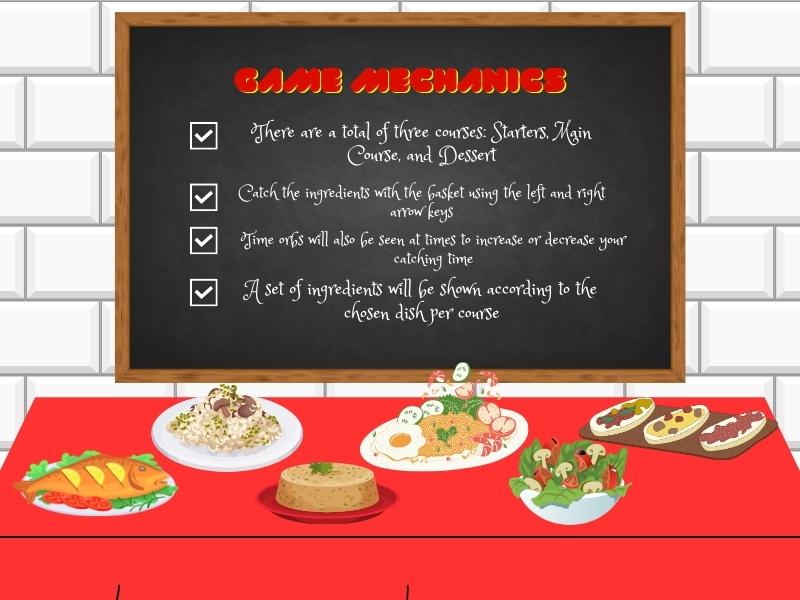 GAME MECHANICS
There are a total of three courses: Starters, Main
Course, and Dessert
Catch the ingredients with the basket using the left and right
arrow keys
Time orbs will also be seen at times to increase or decrease your
catching time
A set of ingredients will be shown according to the
chosen dish per course